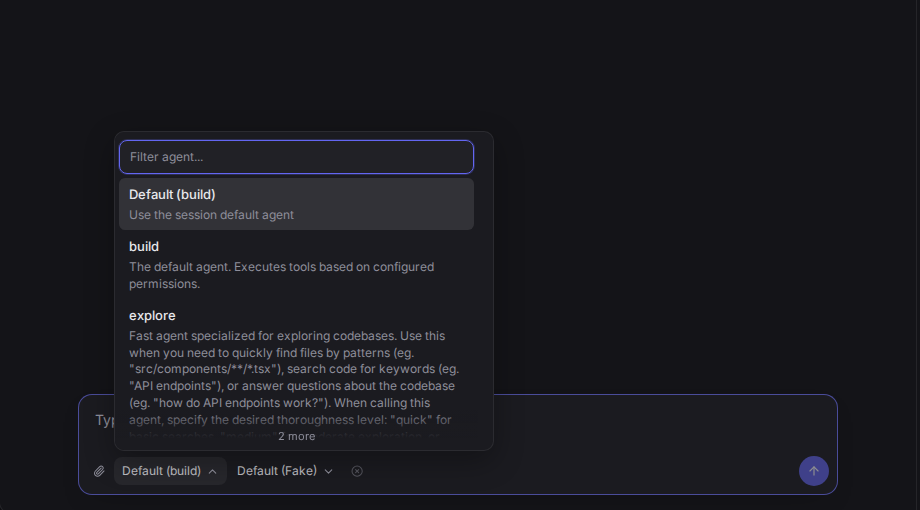 Filter agent...
Default (build)
Use the session default agent
build
The default agent. Executes tools based on configured
permissions.
explore
Fast agent specialized for exploring codebases. Use this
when you need to quickly find files by patterns (eg.
"src/components/**/*.tsx"), search code for keywords (eg.
"API endpoints"), or answer questions about the codebase
(eg. "how do API endpoints work?"). When calling this
agent, specify the desired thoroughness level: "quick" for
2 more
Default (build)
Default (Fake)